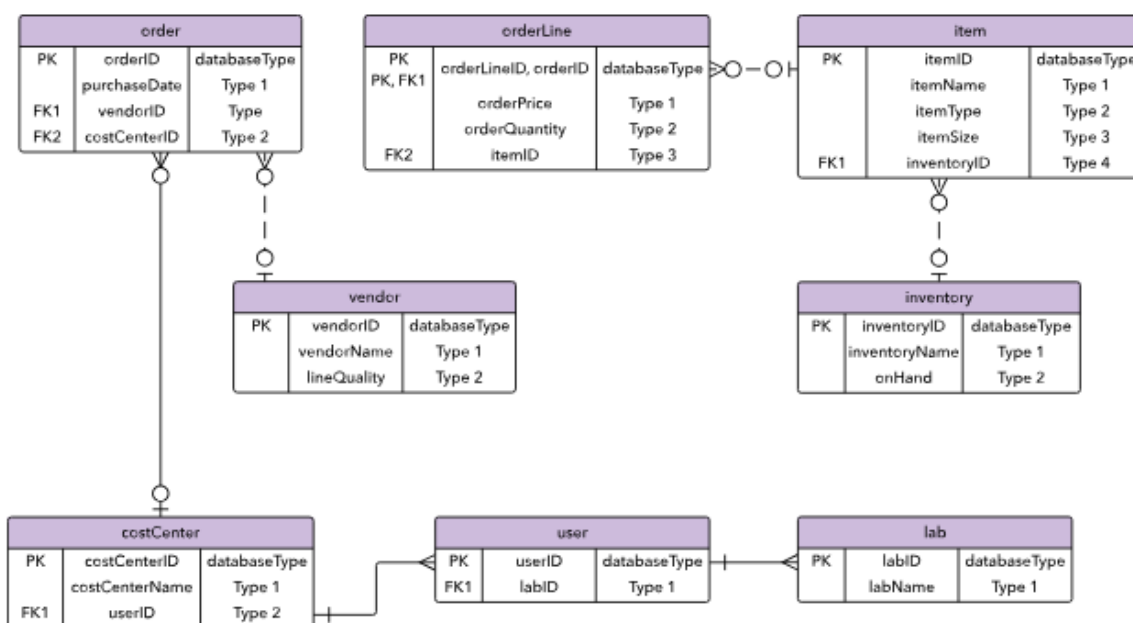 order
PK orderID databaseType
purchaseDate Type 1
FK1 vendorID Type
FK2 costCenterID Type 2
orderLine
PK
PK, FK1 orderLineID, orderID databaseType
orderPrice Type 1
orderQuantity Type 2
FK2 itemID Type 3
item
PK itemID databaseType
itemName Type 1
itemType Type 2
itemSize Type 3
FK1 inventoryID Type 4
vendor
PK vendorID databaseType
vendorName Type 1
lineQuality Type 2
inventory
PK inventoryID databaseType
inventoryName Type 1
onHand Type 2
costCenter
PK costCenterID databaseType
costCenterName Type 1
FK1 userID Type 2
user
PK userID databaseType
FK1 labID Type 1
lab
PK labID databaseType
labName Type 1